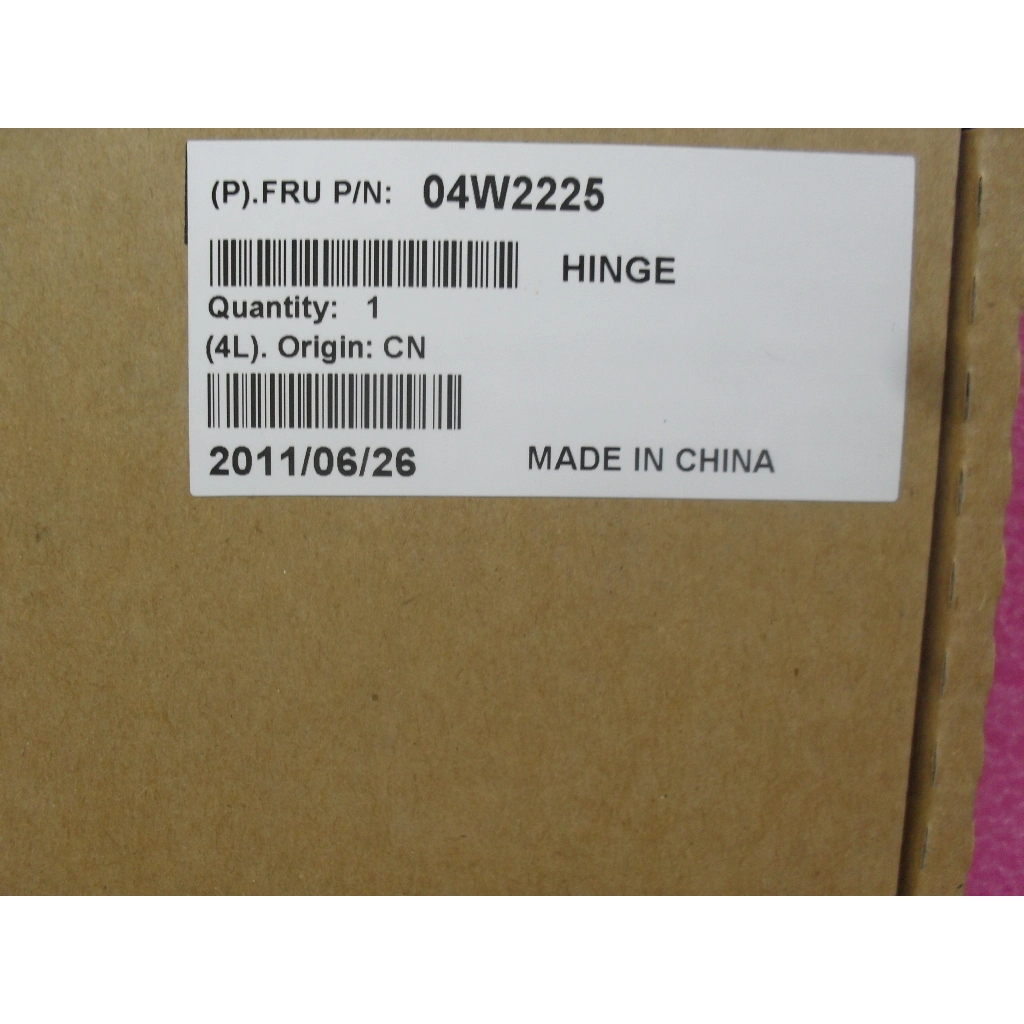 (P).FRU P/N: 04W2225
HINGE
Quantity: 1
(4L). Origin: CN
2011/06/26 MADE IN CHINA